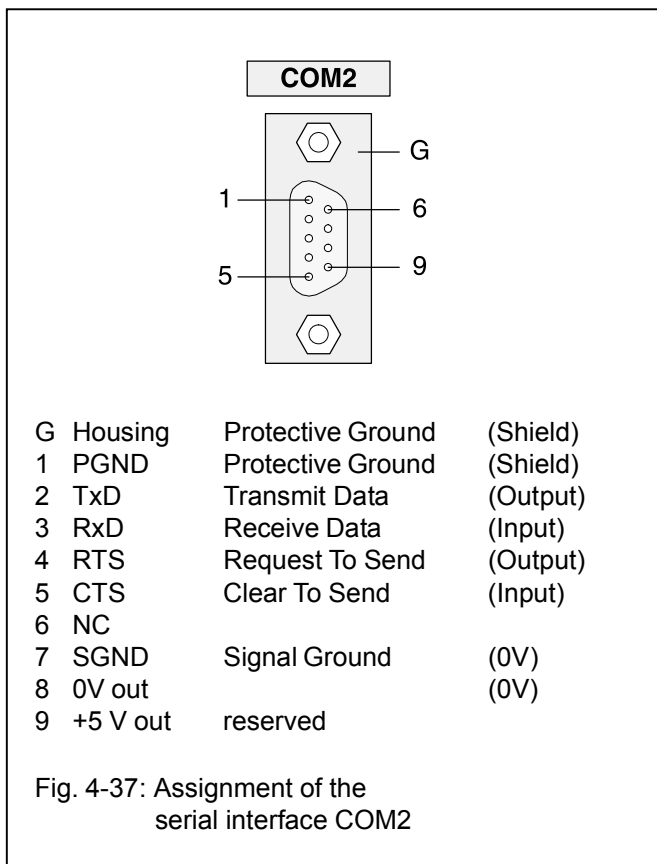 COM2
G
1
6
5
9
G Housing Protective Ground (Shield)
1 PGND Protective Ground (Shield)
2 TxD Transmit Data (Output)
3 RxD Receive Data (Input)
4 RTS Request To Send (Output)
5 CTS Clear To Send (Input)
6 NC
7 SGND Signal Ground (0V)
8 0V out (0V)
9 +5 V out reserved
Fig. 4-37: Assignment of the
serial interface COM2